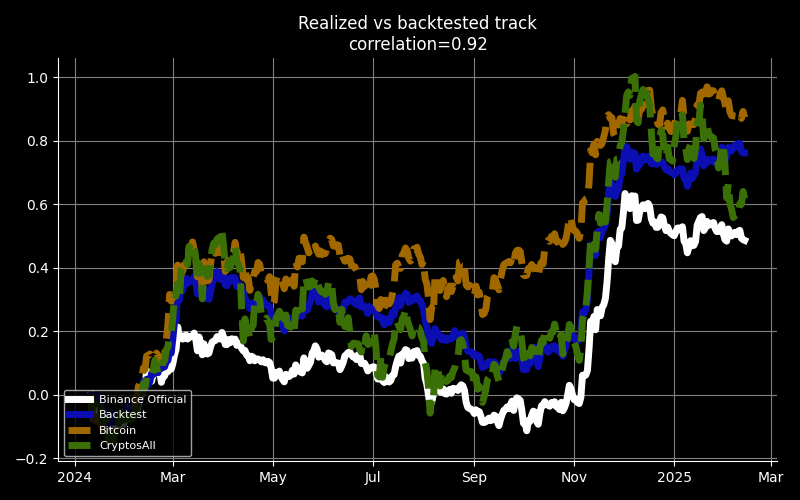 Realized vs backtested track
correlation=0.92
1.0
0.8
0.6
0.4
0.2
0.0
−0.2
Binance Official
Backtest
Bitcoin
CryptosAll
2024 Mar May Jul Sep Nov 2025 Mar